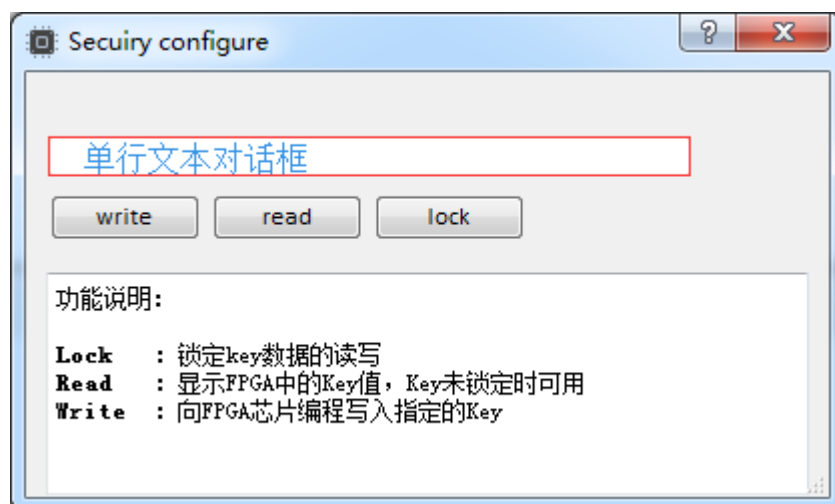 Secuiry configure
单行文本对话框
write read lock
功能说明：
Lock : 锁定key数据的读写
Read : 显示FPGA中的Key值，Key未锁定时可用
Write : 向FPGA芯片编程写入指定的Key